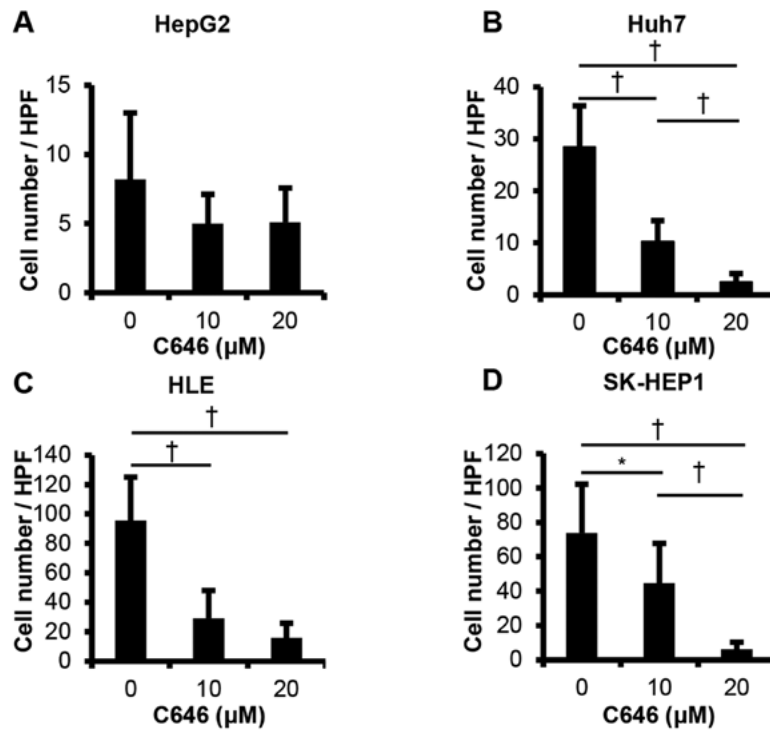 A
HepG2
Cell number / HPF
15
10
5
0
0 10 20
C646 (µM)
B
Huh7
Cell number / HPF
†
†
†
40
30
20
10
0
0 10 20
C646 (µM)
C
HLE
Cell number / HPF
†
†
140
120
100
80
60
40
20
0
0 10 20
C646 (µM)
D
SK-HEP1
Cell number / HPF
†
*
†
120
100
80
60
40
20
0
0 10 20
C646 (µM)